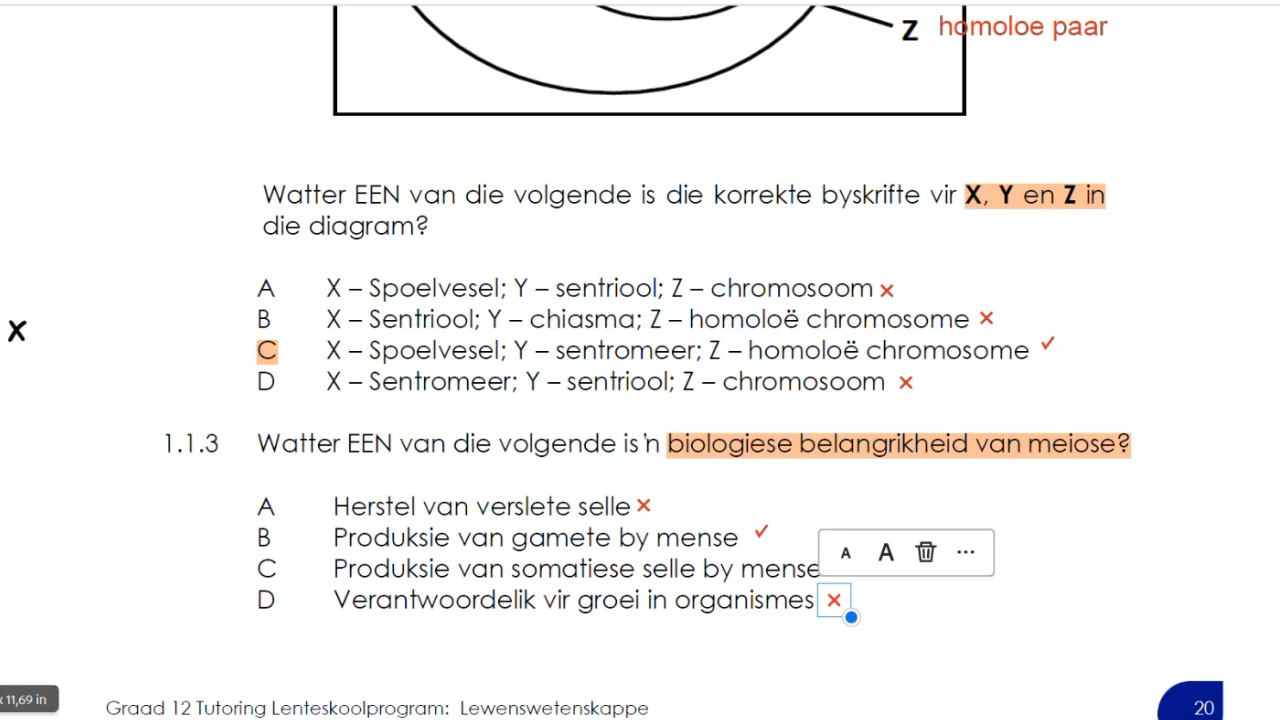 Z homoloe paar
Watter EEN van die volgende is die korrekte byskrifte vir X, Y en Z in
die diagram?
A X – Spoelvesel; Y – sentriool; Z – chromosoom
B X – Sentriool; Y – chiasma; Z – homoloë chromosome
X
C X – Spoelvesel; Y – sentromeer; Z – homoloë chromosome
D X – Sentromeer; Y – sentriool; Z – chromosoom
1.1.3 Watter EEN van die volgende is 'n biologiese belangrikheid van meiose?
A Herstel van verslete selle
B Produksie van gamete by mense
A A ...
C Produksie van somatiese selle by mense
D Verantwoordelik vir groei in organismes
x 11,69 in
Graad 12 Tutoring Lenteskoolprogram: Lewenswetenskappe 20